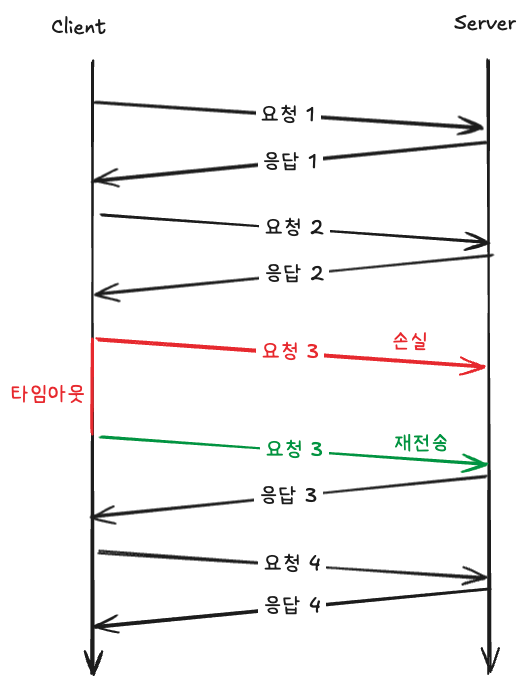 Client
Server
요청 1
응답 1
요청 2
응답 2
요청 3
손실
타임아웃
요청 3
재전송
응답 3
요청 4
응답 4